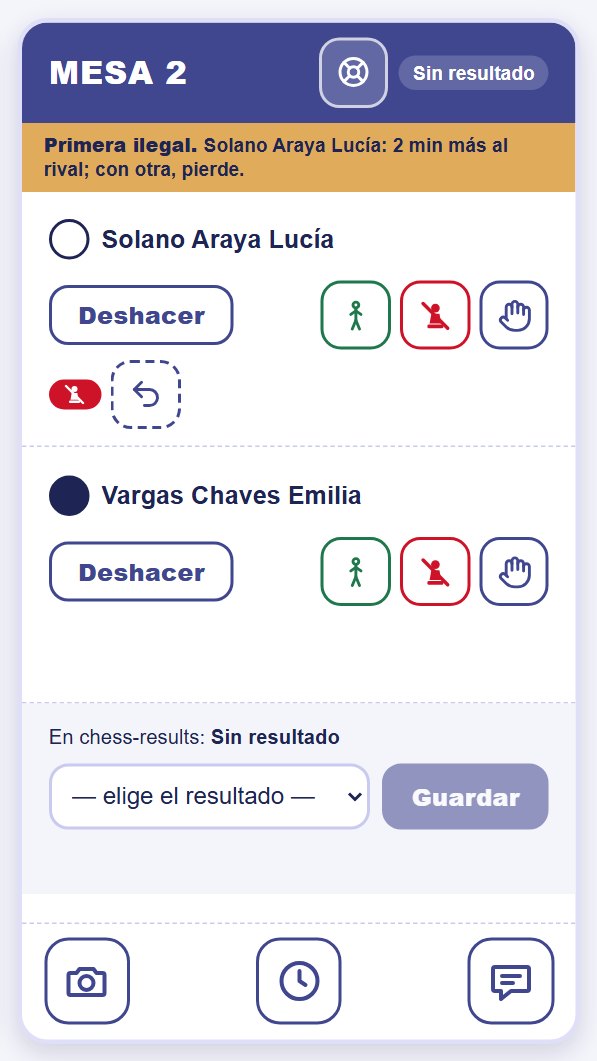 MESA 2
Sin resultado
Primera ilegal. Solano Araya Lucía: 2 min más al
rival; con otra, pierde.
Solano Araya Lucía
Deshacer
Vargas Chaves Emilia
Deshacer
En chess-results: Sin resultado
— elige el resultado —
Guardar